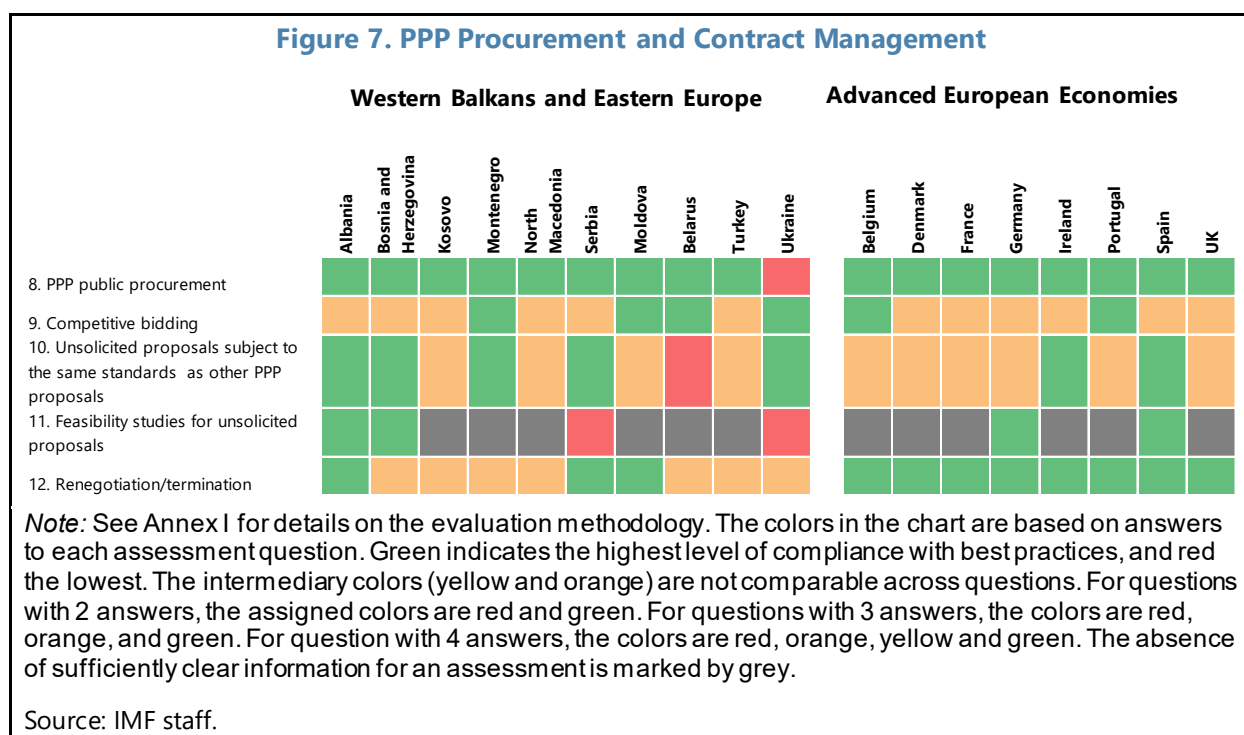 Figure 7. PPP Procurement and Contract Management
Western Balkans and Eastern Europe
Advanced European Economies
Albania
Bosnia and
Herzegovina
Kosovo
Montenegro
North
Macedonia
Serbia
Moldova
Belarus
Turkey
Ukraine
Belgium
Denmark
France
Germany
Ireland
Portugal
Spain
UK
8. PPP public procurement
9. Competitive bidding
10. Unsolicited proposals subject to
the same standards as other PPP
proposals
11. Feasibility studies for unsolicited
proposals
12. Renegotiation/termination
Note: See Annex I for details on the evaluation methodology. The colors in the chart are based on answers
to each assessment question. Green indicates the highest level of compliance with best practices, and red
the lowest. The intermediary colors (yellow and orange) are not comparable across questions. For questions
with 2 answers, the assigned colors are red and green. For questions with 3 answers, the colors are red,
orange, and green. For question with 4 answers, the colors are red, orange, yellow and green. The absence
of sufficiently clear information for an assessment is marked by grey.
Source: IMF staff.